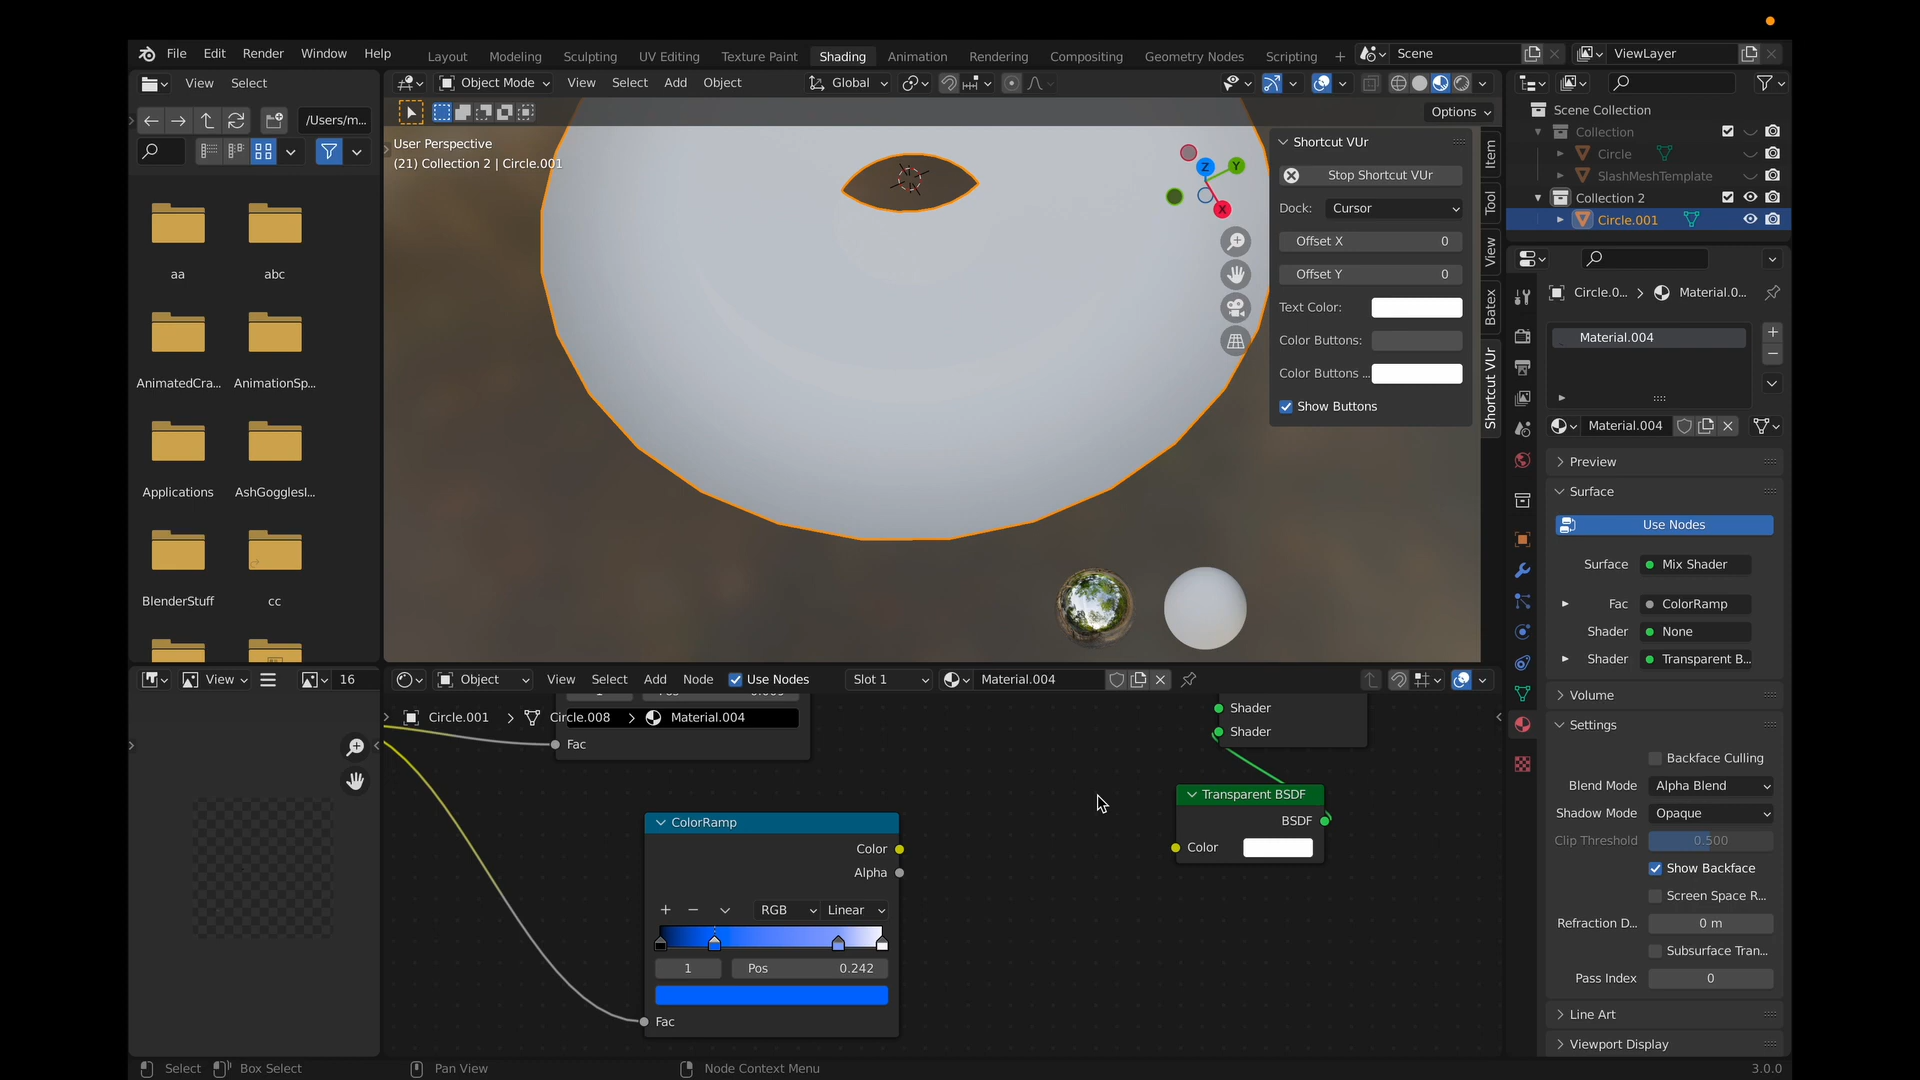 File Edit Render Window Help
Layout Modeling Sculpting UV Editing Texture Paint Shading Animation Rendering Compositing Geometry Nodes Scripting + Scene ViewLayer
View Select
Object Mode View Select Add Object Global
/Users/m...
Options
User Perspective
(21) Collection 2 | Circle.001
Z Y X
Shortcut VUr
Stop Shortcut VUr
Dock: Cursor
Offset X 0
Offset Y 0
Text Color:
Color Buttons:
Color Buttons ...
Show Buttons
Item
Tool
View
Batex
Shortcut VUr
aa abc
AnimatedCra... AnimationSp...
Applications AshGogglesI...
BlenderStuff cc
Scene Collection
Collection
Circle
SlashMeshTemplate
Collection 2
Circle.001
Circle.0... Material.0...
Material.004
Material.004
Preview
Surface
Use Nodes
Surface Mix Shader
Fac ColorRamp
Shader None
Shader Transparent B...
Volume
Settings
Backface Culling
Blend Mode Alpha Blend
Shadow Mode Opaque
Clip Threshold 0.500
Show Backface
Screen Space R...
Refraction D... 0 m
Subsurface Tran...
Pass Index 0
Line Art
Viewport Display
View 16
Object View Select Add Node Use Nodes Slot 1 Material.004
Circle.001 Circle.008 Material.004
Fac
Shader
Shader
Transparent BSDF
BSDF
Color
ColorRamp
Color
Alpha
RGB Linear
1 Pos 0.242
Fac
Select Box Select Pan View Node Context Menu 3.0.0